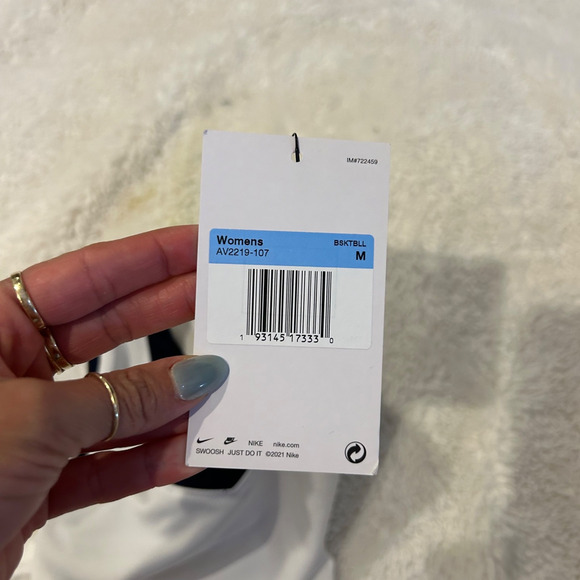 IM#722459
Womens BSKTBLL
AV2219-107 M
1 93145 17333 0
NIKE nike.com
SWOOSH JUST DO IT ©2021 Nike